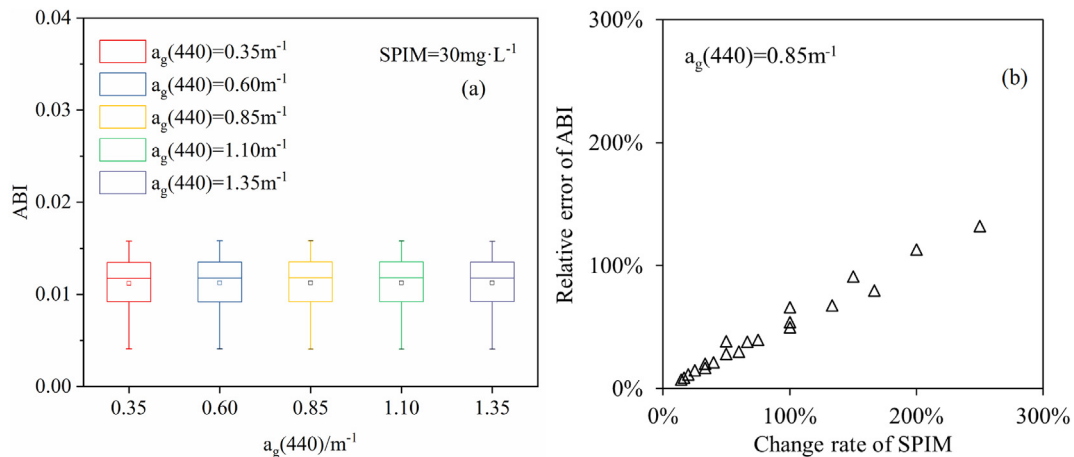 0.04
0.03
0.02
0.01
0.00
ABI
a_g(440)=0.35m⁻¹
a_g(440)=0.60m⁻¹
a_g(440)=0.85m⁻¹
a_g(440)=1.10m⁻¹
a_g(440)=1.35m⁻¹
SPIM=30mg·L⁻¹
(a)
0.35 0.60 0.85 1.10 1.35
a_g(440)/m⁻¹
300%
200%
100%
0%
Relative error of ABI
a_g(440)=0.85m⁻¹
(b)
0% 100% 200% 300%
Change rate of SPIM